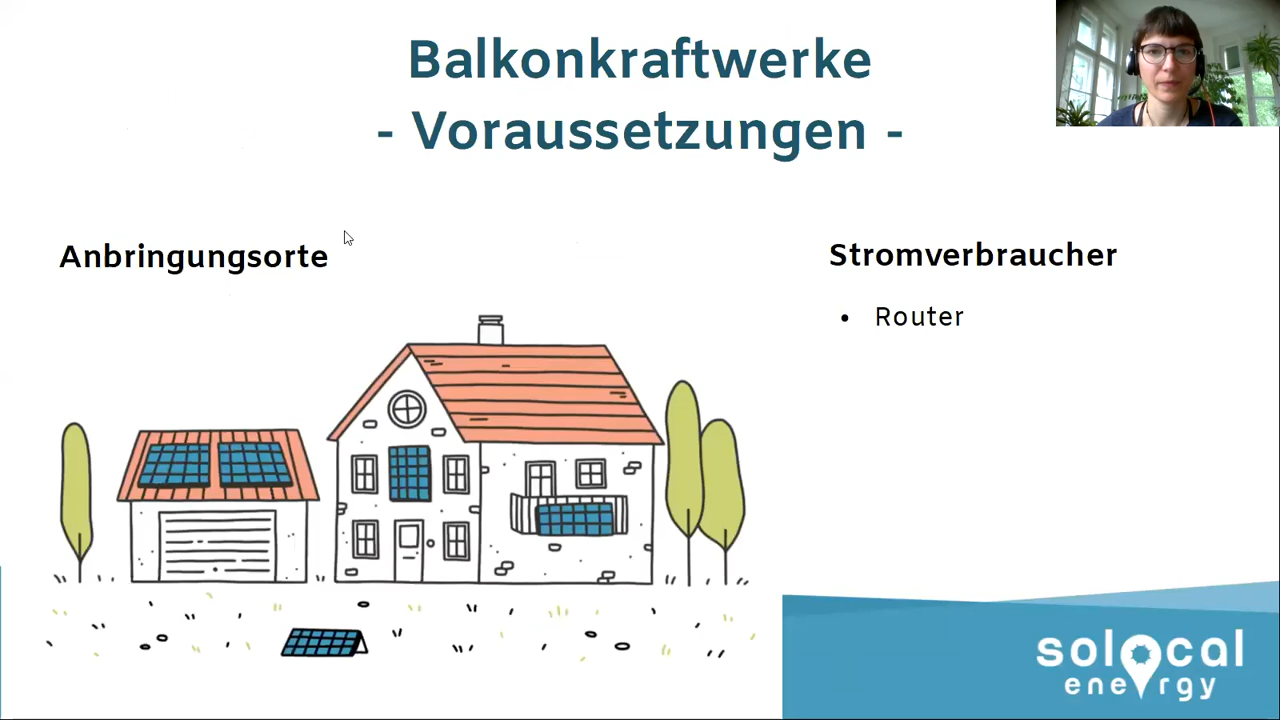 Balkonkraftwerke
- Voraussetzungen -
Anbringungsorte
Stromverbraucher
• Router
solocal
energy